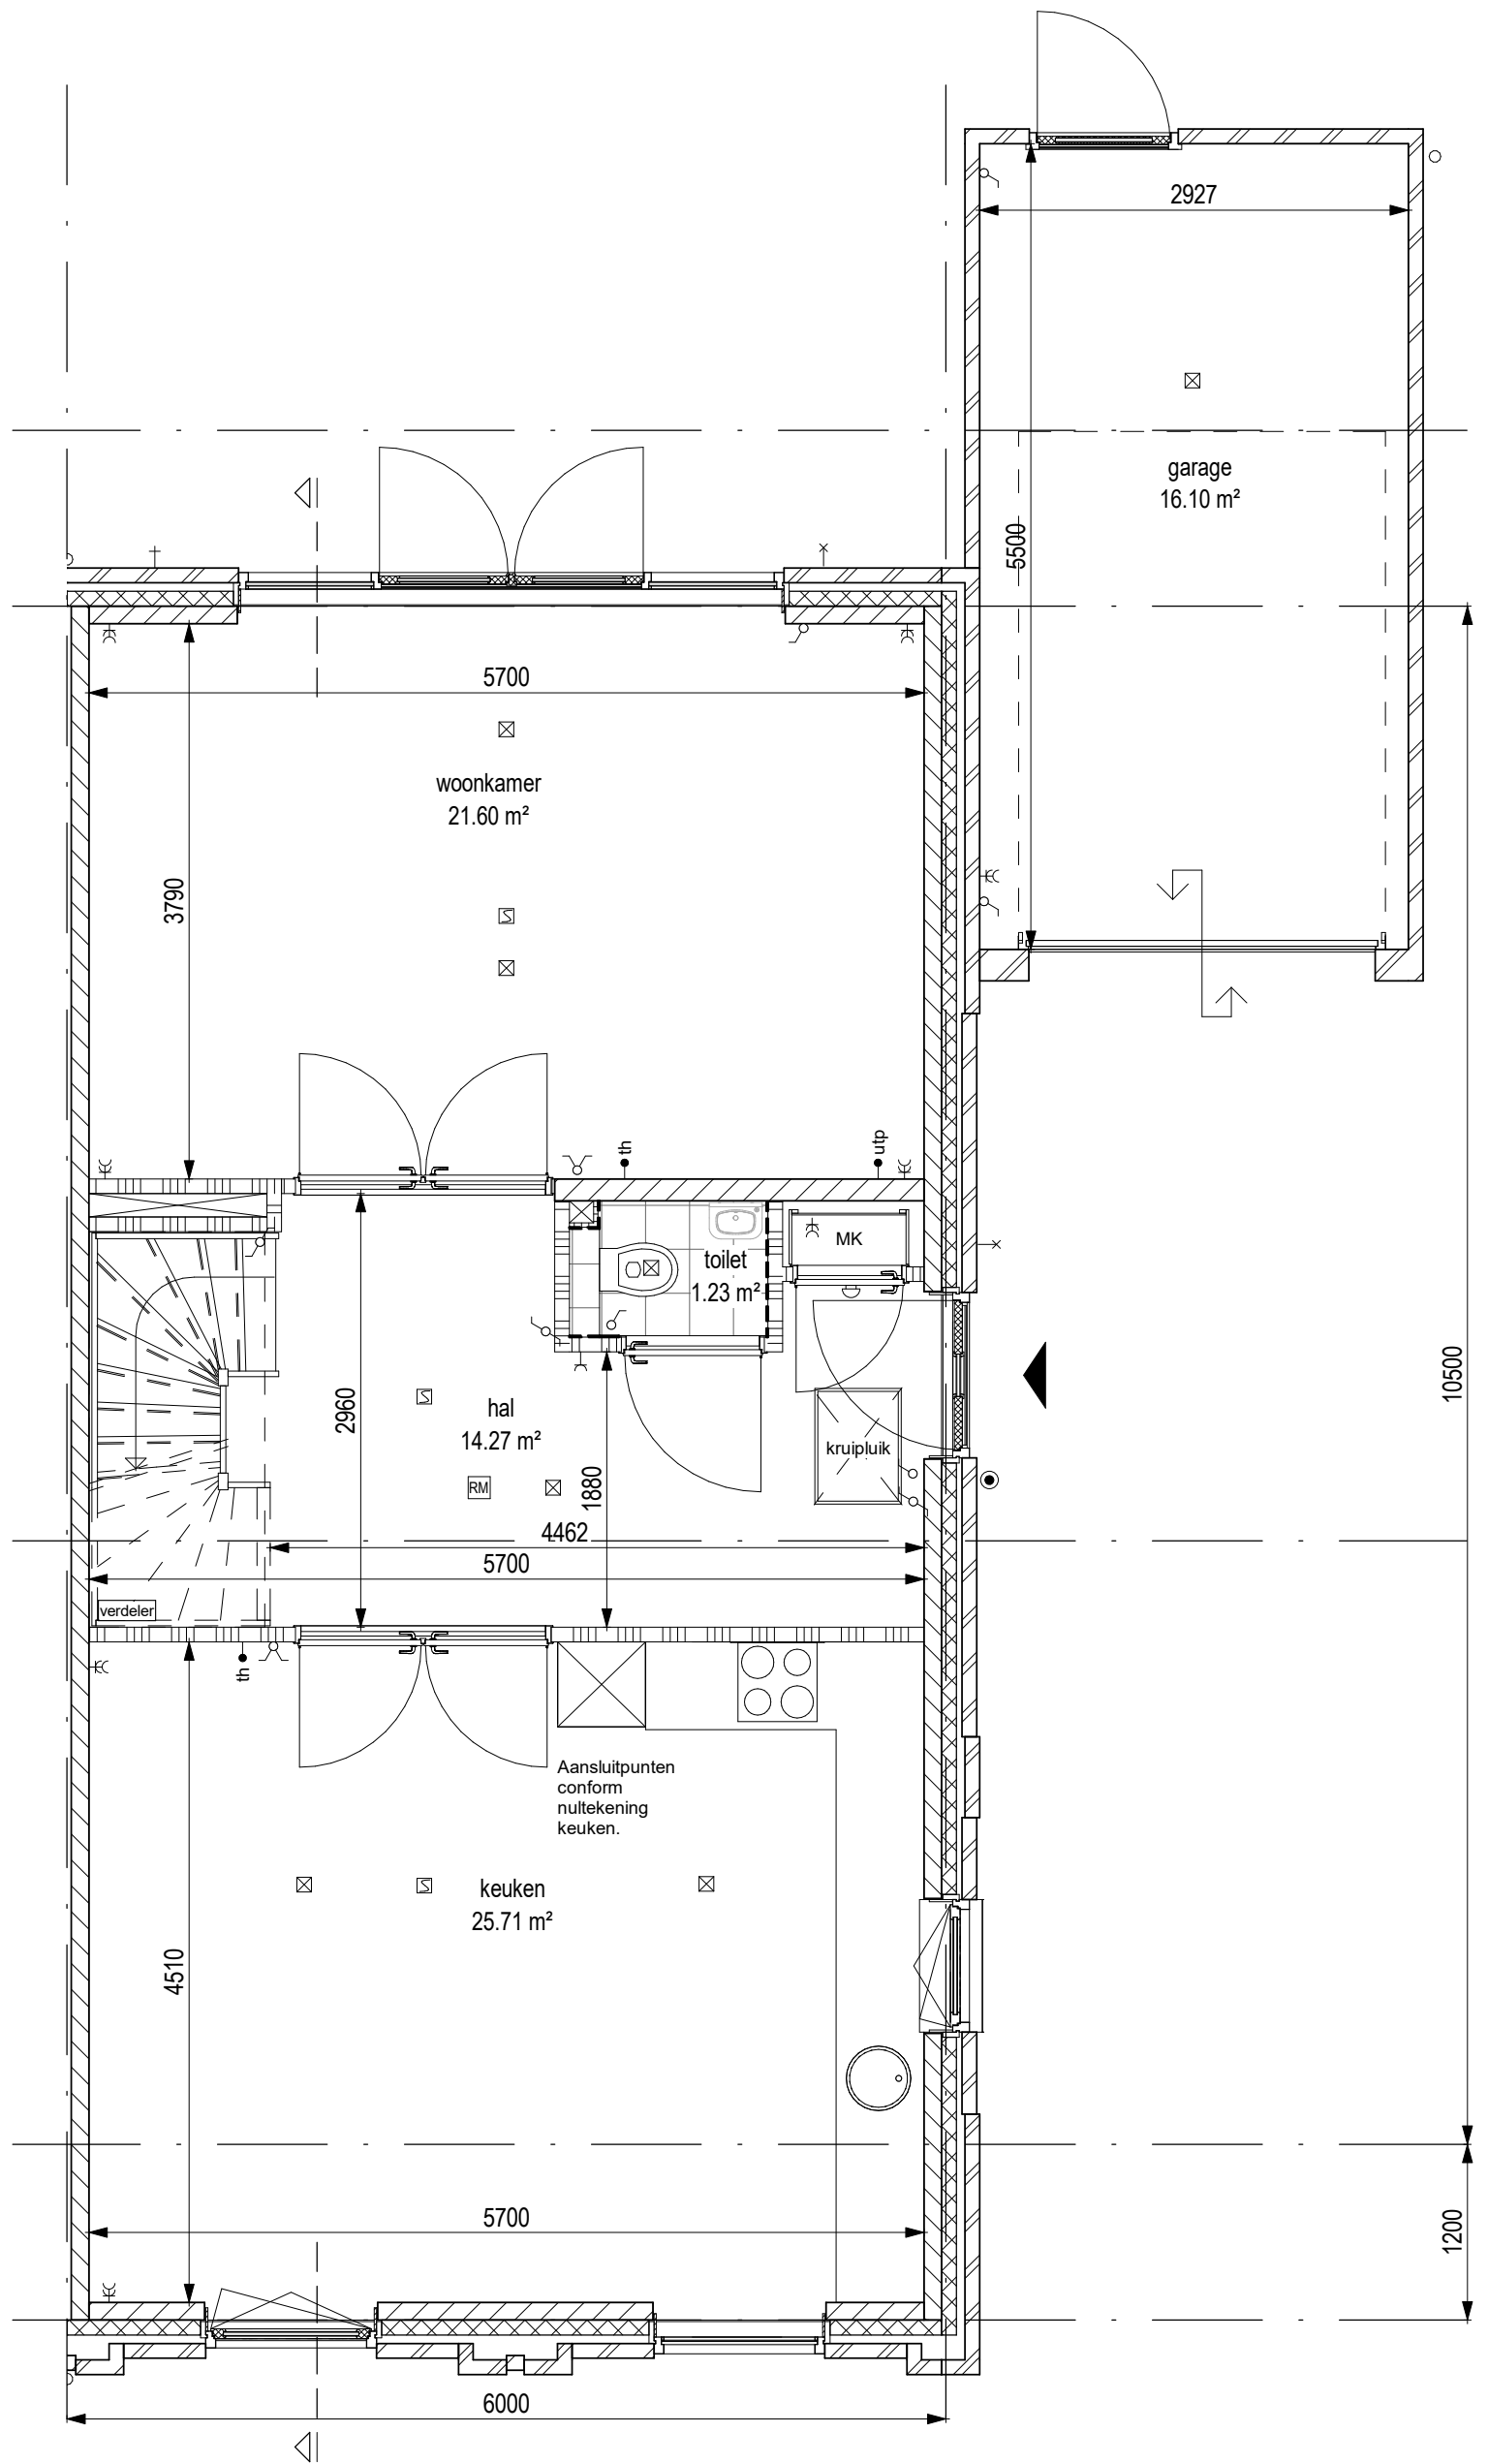 2927
garage
16.10 m²
5500
5700
woonkamer
21.60 m²
3790
th
utp
MK
toilet
1.23 m²
2960
hal
14.27 m²
kruipluik
RM
1880
10500
4462
5700
verdeler
th
Aansluitpunten
conform
nultekening
keuken.
keuken
25.71 m²
4510
5700
1200
6000